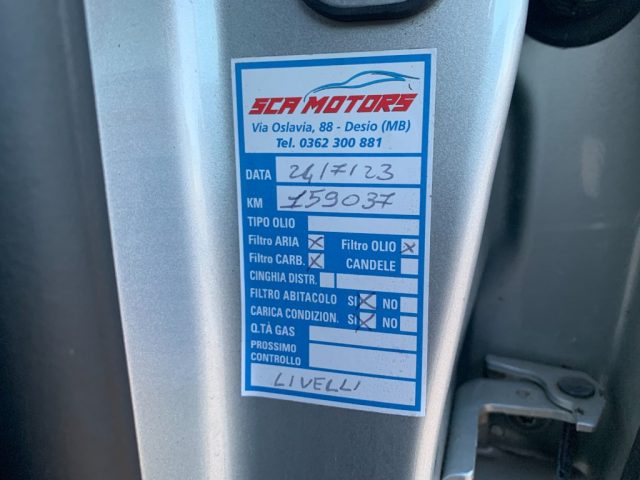 SCA MOTORS
Via Oslavia, 88 - Desio (MB)
Tel. 0362 300 881
DATA 24/7/23
KM 159037
TIPO OLIO
Filtro ARIA X Filtro OLIO X
Filtro CARB. X CANDELE
CINGHIA DISTR.
FILTRO ABITACOLO SI X NO
CARICA CONDIZION. SI X NO
Q.TÀ GAS
PROSSIMO
CONTROLLO
LIVELLI